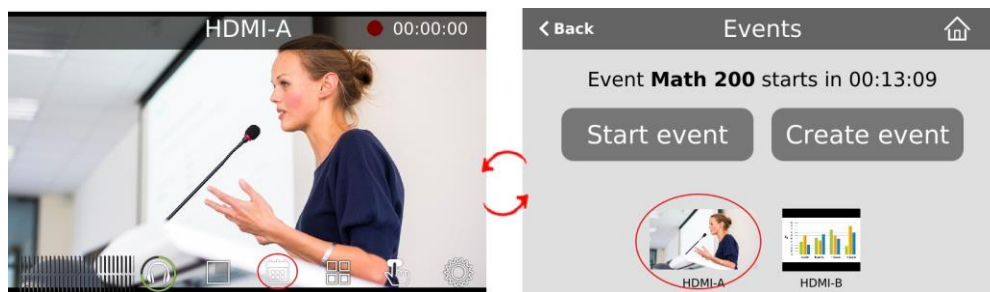 HDMI-A
00:00:00
Back
Events
Event Math 200 starts in 00:13:09
Start event
Create event
HDMI-A
HDMI-B